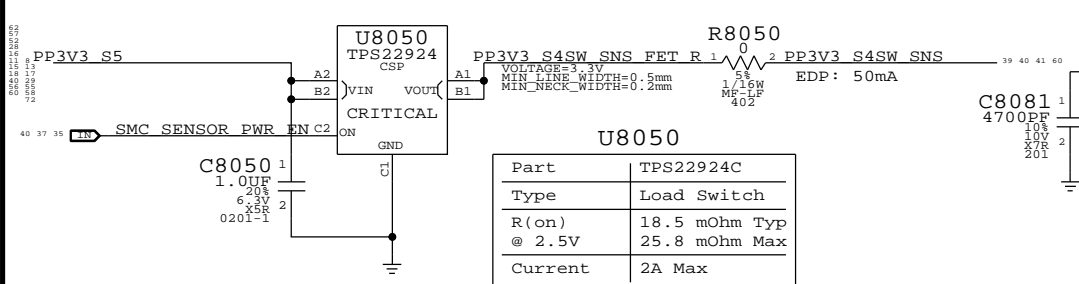 PP3V3_S5
U8050
TPS22924
CSP
A2
B2
VIN
VOUT
A1
B1
CRITICAL
40 37 35
IN
SMC_SENSOR_PWR_EN
C2
ON
GND
C1
C8050
1
1.0UF
20%
6.3V
X5R
2
0201-1
PP3V3_S4SW_SNS_FET_R
VOLTAGE=3.3V
MIN_LINE_WIDTH=0.5mm
MIN_NECK_WIDTH=0.2mm
R8050
0
1
2
5%
1/16W
MF-LF
402
PP3V3_S4SW_SNS
EDP: 50mA
39 40 41 60
C8081
1
4700PF
10%
10V
X7R
2
201
U8050
Part TPS22924C
Type Load Switch
R(on) 18.5 mOhm Typ
@ 2.5V 25.8 mOhm Max
Current 2A Max